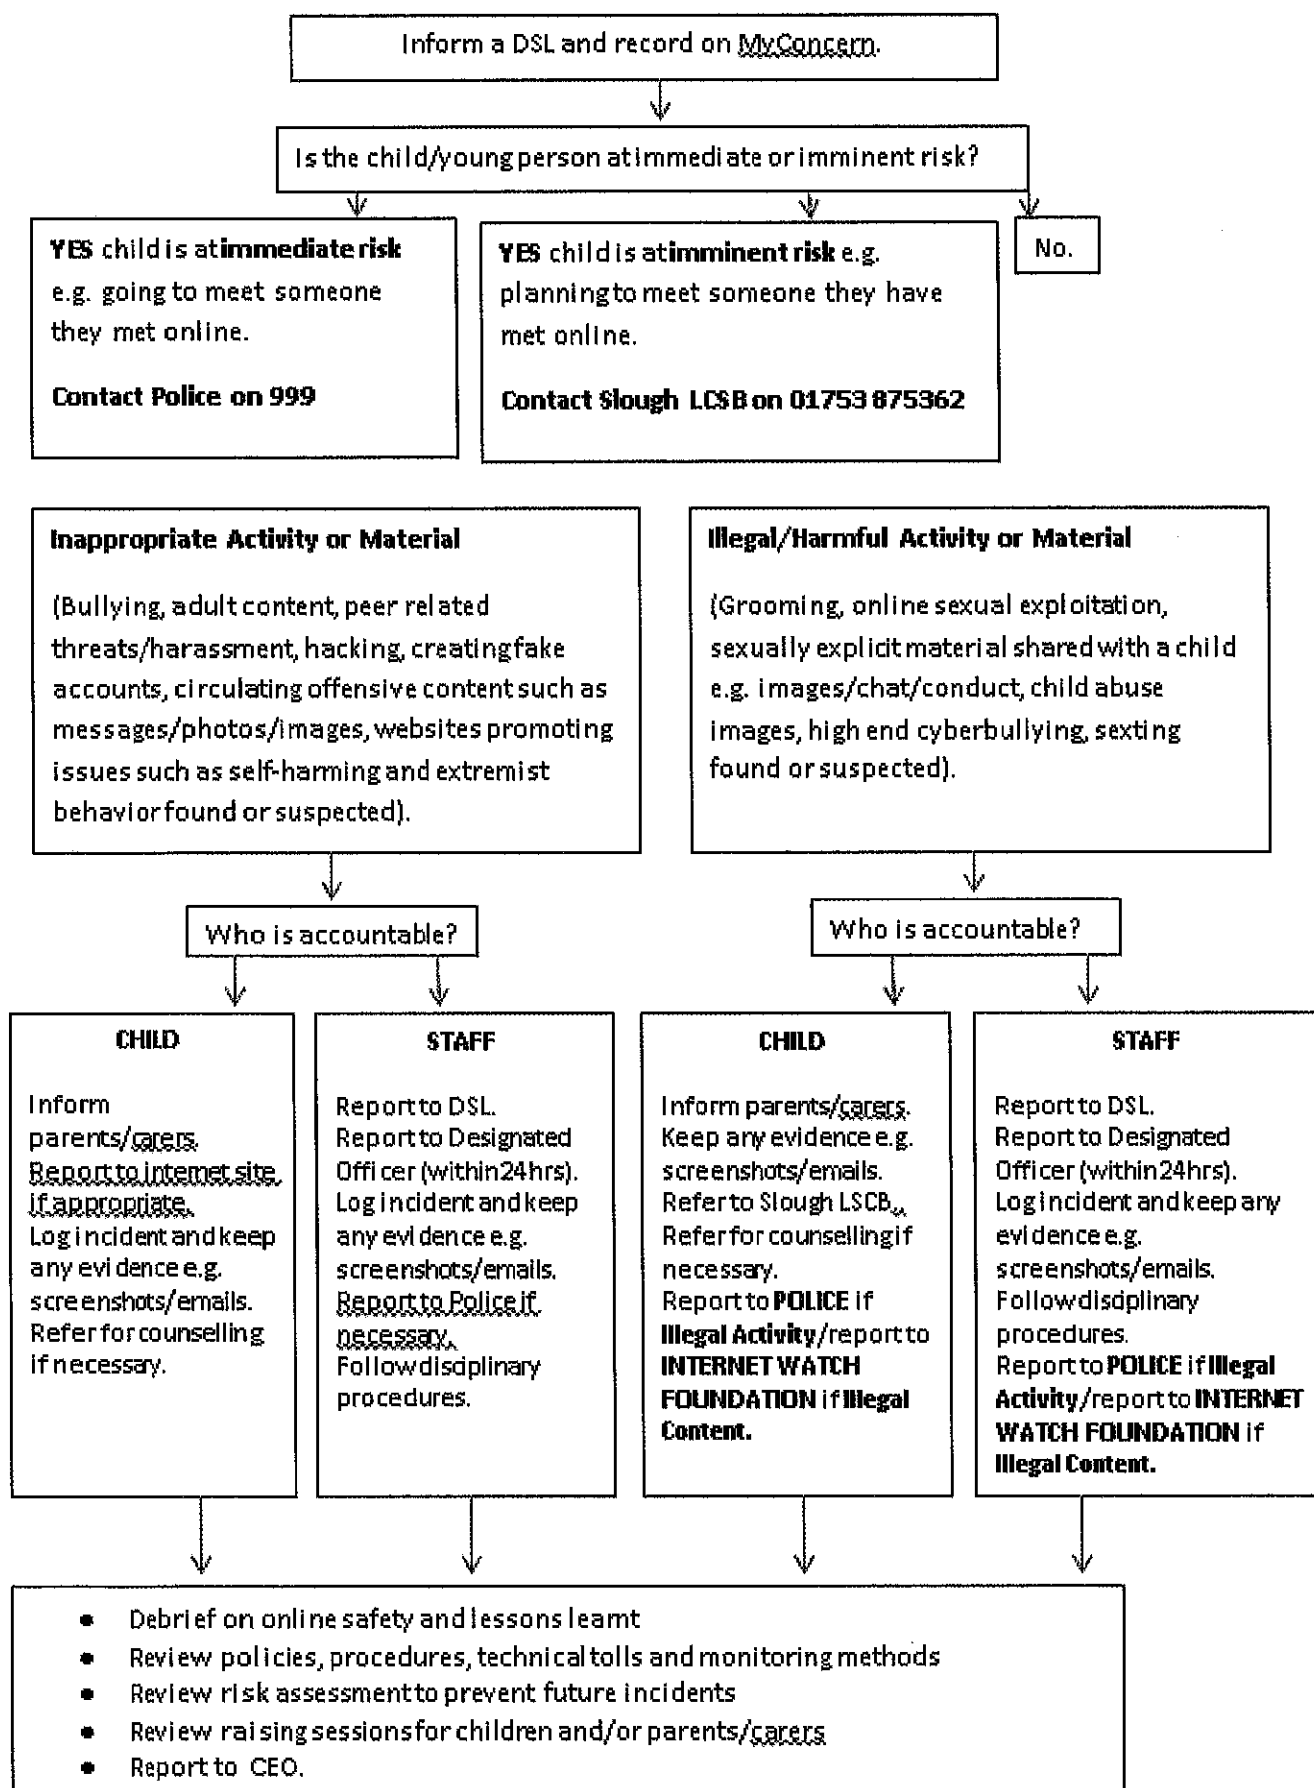 Inform a DSL and record on MyConcern.
Is the child/young person at immediate or imminent risk?
YES child is at immediate risk
e.g. going to meet someone
they met online.
Contact Police on 999
YES child is at imminent risk e.g.
planning to meet someone they have
met online.
Contact Slough LCSB on 01753 875362
No.
Inappropriate Activity or Material
(Bullying, adult content, peer related
threats/harassment, hacking, creating fake
accounts, circulating offensive content such as
messages/photos/images, websites promoting
issues such as self-harming and extremist
behavior found or suspected).
Illegal/Harmful Activity or Material
(Grooming, online sexual exploitation,
sexually explicit material shared with a child
e.g. images/chat/conduct, child abuse
images, high end cyberbullying, sexting
found or suspected).
Who is accountable?
Who is accountable?
CHILD
Inform
parents/carers.
Report to internet site
if appropriate.
Log incident and keep
any evidence e.g.
screenshots/emails.
Refer for counselling
if necessary.
STAFF
Report to DSL.
Report to Designated
Officer (within 24hrs).
Log incident and keep
any evidence e.g.
screenshots/emails.
Report to Police if
necessary.
Follow disciplinary
procedures.
CHILD
Inform parents/carers.
Keep any evidence e.g.
screenshots/emails.
Refer to Slough LSCB.
Refer for counselling if
necessary.
Report to POLICE if
Illegal Activity/report to
INTERNET WATCH
FOUNDATION if Illegal
Content.
STAFF
Report to DSL.
Report to Designated
Officer (within 24hrs).
Log incident and keep any
evidence e.g.
screenshots/emails.
Follow disciplinary
procedures.
Report to POLICE if Illegal
Activity/report to INTERNET
WATCH FOUNDATION if
Illegal Content.
• Debrief on online safety and lessons learnt
• Review policies, procedures, technical tolls and monitoring methods
• Review risk assessment to prevent future incidents
• Review raising sessions for children and/or parents/carers
• Report to CEO.